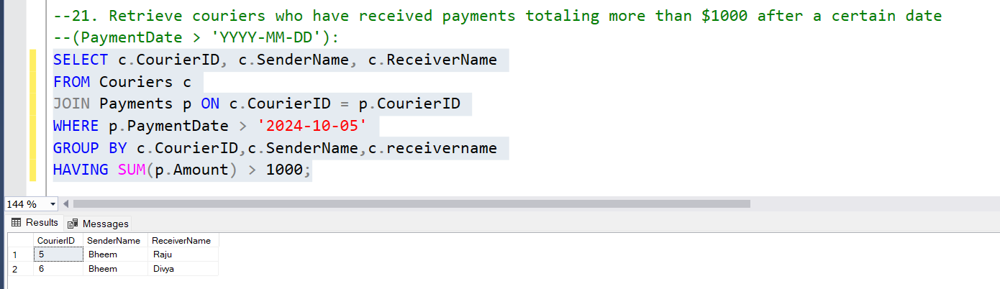 --21. Retrieve couriers who have received payments totaling more than $1000 after a certain date
--(PaymentDate > 'YYYY-MM-DD'):
SELECT c.CourierID, c.SenderName, c.ReceiverName
FROM Couriers c
JOIN Payments p ON c.CourierID = p.CourierID
WHERE p.PaymentDate > '2024-10-05'
GROUP BY c.CourierID,c.SenderName,c.receivername
HAVING SUM(p.Amount) > 1000;
144 %
Results Messages
CourierID SenderName ReceiverName
1 5 Bheem Raju
2 6 Bheem Divya